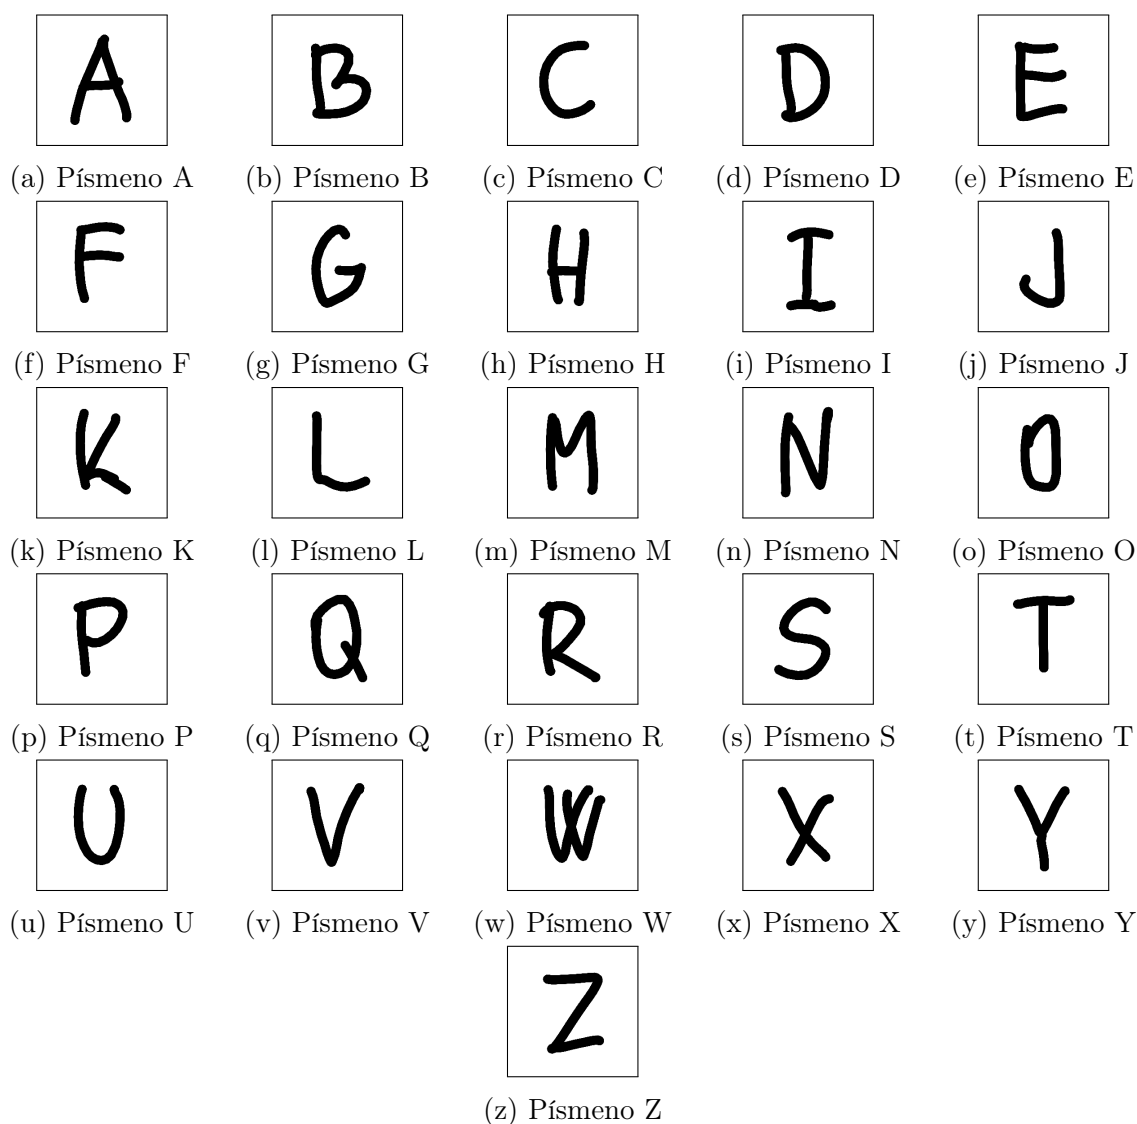 A B C D E
(a) Písmeno A (b) Písmeno B (c) Písmeno C (d) Písmeno D (e) Písmeno E
F G H I J
(f) Písmeno F (g) Písmeno G (h) Písmeno H (i) Písmeno I (j) Písmeno J
K L M N O
(k) Písmeno K (l) Písmeno L (m) Písmeno M (n) Písmeno N (o) Písmeno O
P Q R S T
(p) Písmeno P (q) Písmeno Q (r) Písmeno R (s) Písmeno S (t) Písmeno T
U V W X Y
(u) Písmeno U (v) Písmeno V (w) Písmeno W (x) Písmeno X (y) Písmeno Y
Z
(z) Písmeno Z